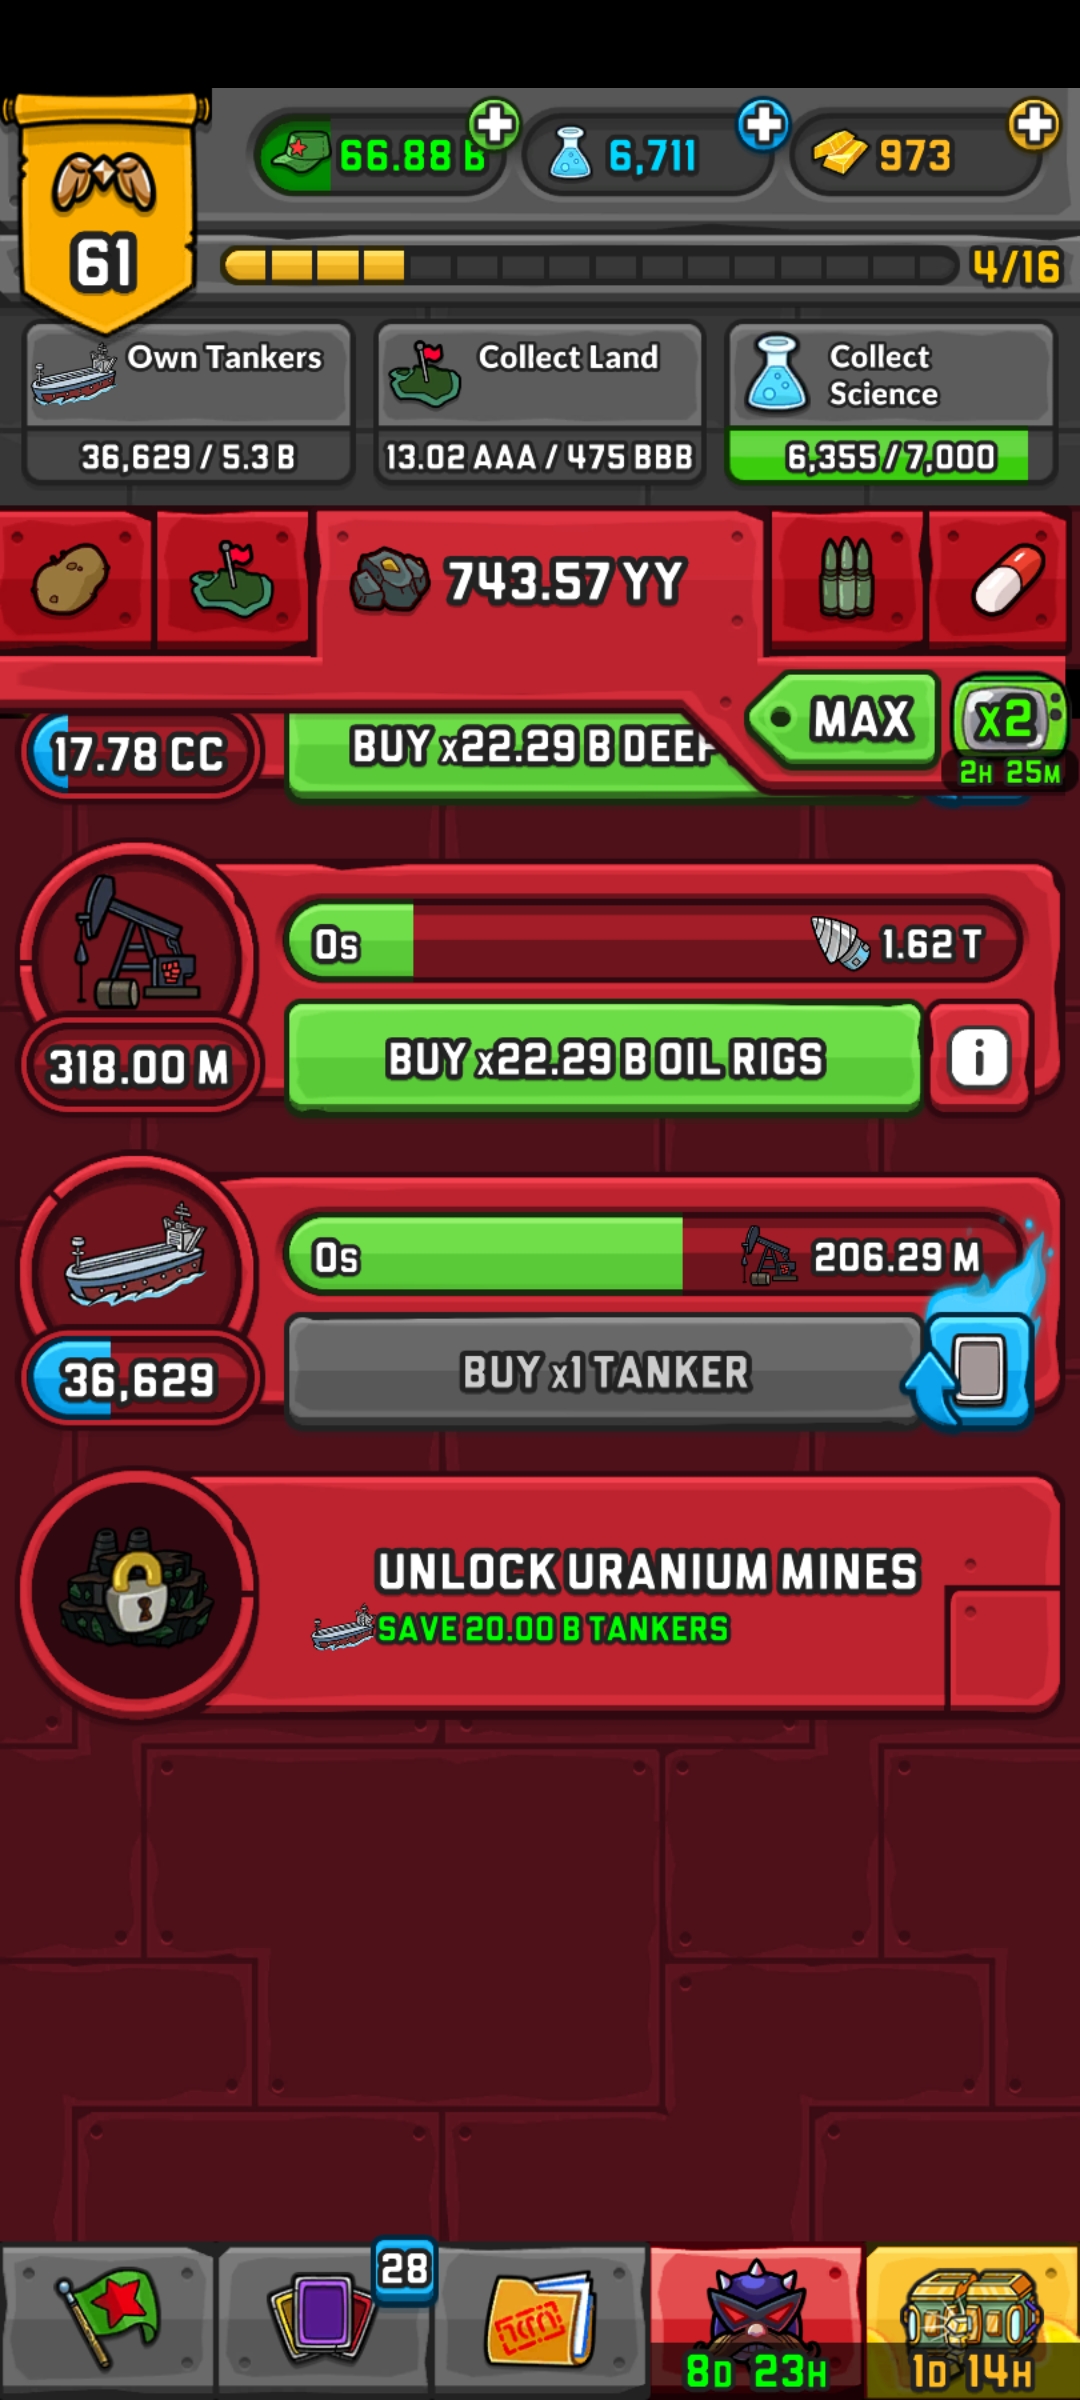 66.88 B
6,711
973
61
4/16
Own Tankers
36,629 / 5.3 B
Collect Land
13.02 AAA / 475 BBB
Collect
Science
6,355 / 7,000
743.57 YY
MAX
x2
2H 25M
17.78 CC
BUY x22.29 B DEEP
0s
1.62 T
318.00 M
BUY x22.29 B OIL RIGS
i
0s
206.29 M
36,629
BUY x1 TANKER
UNLOCK URANIUM MINES
SAVE 20.00 B TANKERS
28
8D 23H
1D 14H